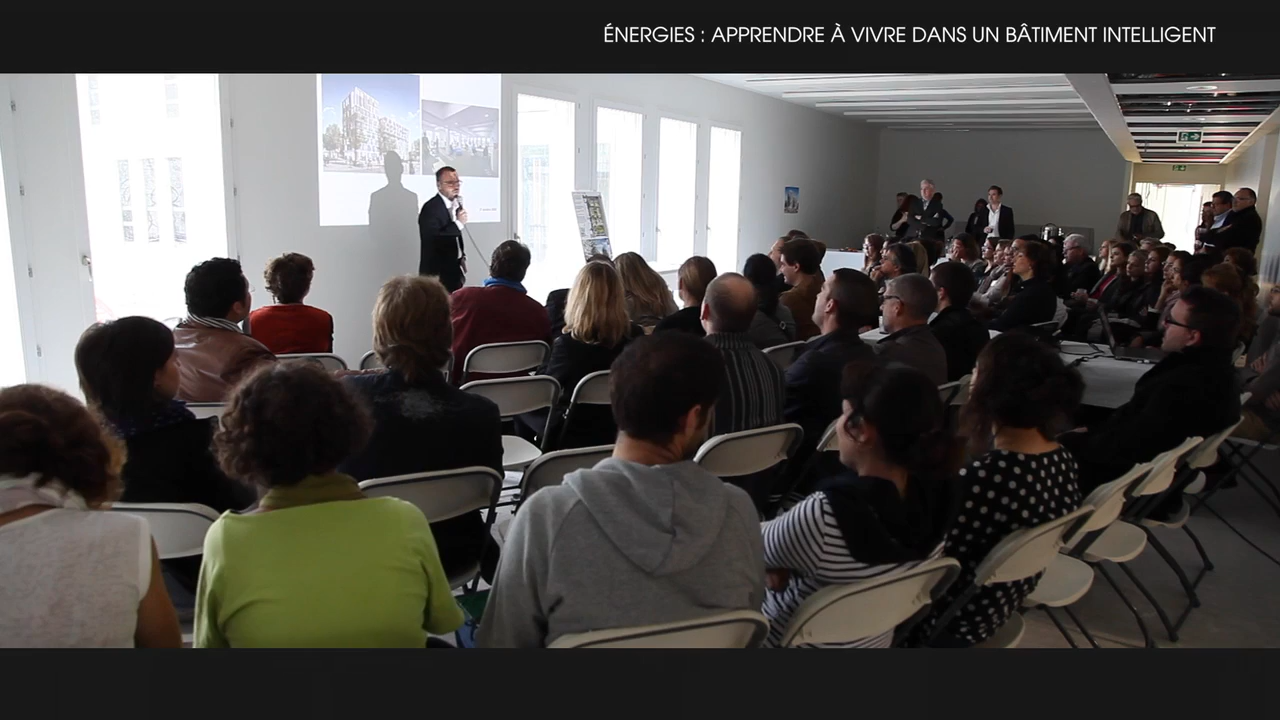 ÉNERGIES : APPRENDRE À VIVRE DANS UN BÂTIMENT INTELLIGENT